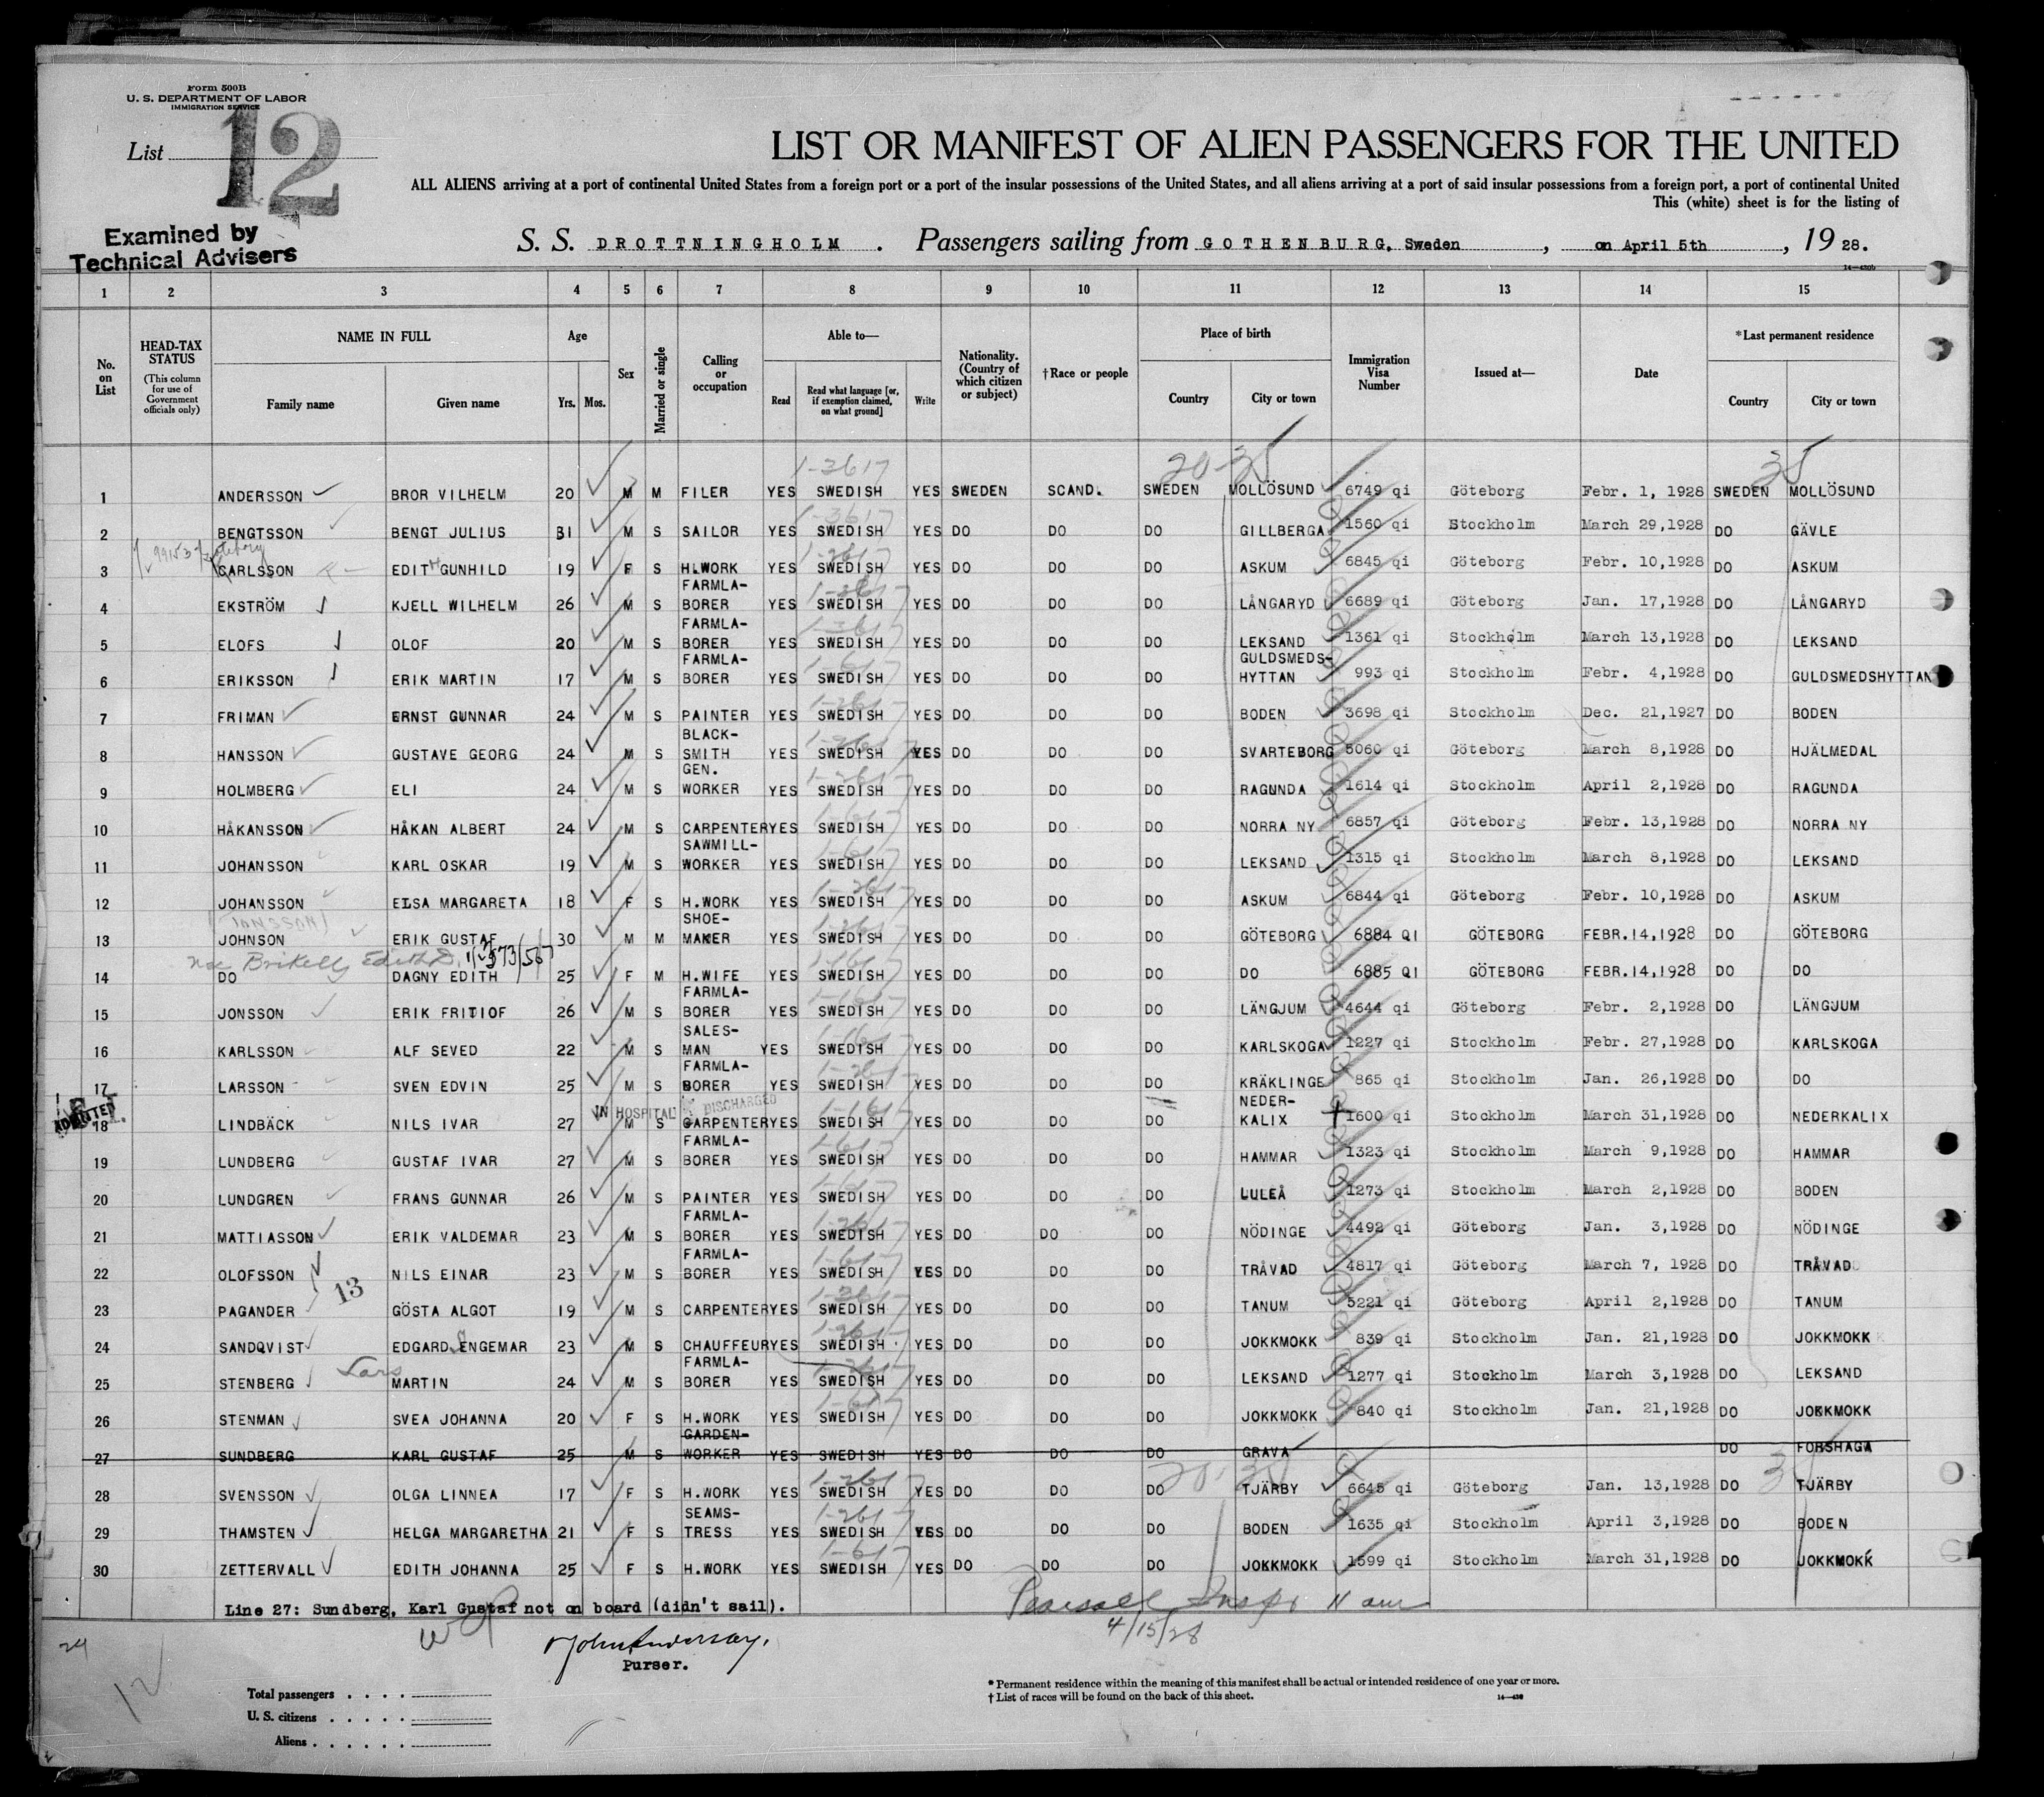 Form 500B
U. S. DEPARTMENT OF LABOR
IMMIGRATION SERVICE
List 12
LIST OR MANIFEST OF ALIEN PASSENGERS FOR THE UNITED
ALL ALIENS arriving at a port of continental United States from a foreign port or a port of the insular possessions of the United States, and all aliens arriving at a port of said insular possessions from a foreign port, a port of continental United
This (white) sheet is for the listing of
Examined by
Technical Advisers
S. S. DROTTNINGHOLM . Passengers sailing from GOTHENBURG, Sweden , on April 5th , 19 28.
14—430b
1 2 3 4 5 6 7 8 9 10 11 12 13 14 15
No. on List
HEAD-TAX STATUS (This column for use of Government officials only)
NAME IN FULL
Family name Given name
Age
Yrs. Mos.
Sex
Married or single
Calling or occupation
Able to—
Read Read what language [or, if exemption claimed, on what ground] Write
Nationality. (Country of which citizen or subject)
†Race or people
Place of birth
Country City or town
Immigration Visa Number
Issued at—
Date
*Last permanent residence
Country City or town
20-35 35
1 ANDERSSON BROR VILHELM 20 M M FILER YES SWEDISH YES SWEDEN SCAND. SWEDEN MOLLÖSUND 6749 qi Göteborg Febr. 1, 1928 SWEDEN MOLLÖSUND
2 BENGTSSON BENGT JULIUS 31 M S SAILOR YES SWEDISH YES DO DO DO GILLBERGA 1560 qi Stockholm March 29,1928 DO GÄVLE
3 CARLSSON EDITH GUNHILD 19 F S H.WORK YES SWEDISH YES DO DO DO ASKUM 6845 qi Göteborg Febr. 10,1928 DO ASKUM
4 EKSTRÖM KJELL WILHELM 26 M S FARMLA-BORER YES SWEDISH YES DO DO DO LÅNGARYD 6689 qi Göteborg Jan. 17,1928 DO LÅNGARYD
5 ELOFS OLOF 20 M S FARMLA-BORER YES SWEDISH YES DO DO DO LEKSAND 1361 qi Stockholm March 13,1928 DO LEKSAND
6 ERIKSSON ERIK MARTIN 17 M S FARMLA-BORER YES SWEDISH YES DO DO DO GULDSMEDS-HYTTAN 993 qi Stockholm Febr. 4,1928 DO GULDSMEDSHYTTAN
7 FRIMAN ERNST GUNNAR 24 M S PAINTER YES SWEDISH YES DO DO DO BODEN 3698 qi Stockholm Dec. 21,1927 DO BODEN
8 HANSSON GUSTAVE GEORG 24 M S BLACK-SMITH YES SWEDISH YES DO DO DO SVARTEBORG 5060 qi Göteborg March 8,1928 DO HJÄLMEDAL
9 HOLMBERG ELI 24 M S GEN. WORKER YES SWEDISH YES DO DO DO RAGUNDA 1614 qi Stockholm April 2,1928 DO RAGUNDA
10 HÅKANSSON HÅKAN ALBERT 24 M S CARPENTER YES SWEDISH YES DO DO DO NORRA NY 6857 qi Göteborg Febr. 13,1928 DO NORRA NY
11 JOHANSSON KARL OSKAR 19 M S SAWMILL-WORKER YES SWEDISH YES DO DO DO LEKSAND 1315 qi Stockholm March 8,1928 DO LEKSAND
12 JOHANSSON ELSA MARGARETA 18 F S H.WORK YES SWEDISH YES DO DO DO ASKUM 6844 qi Göteborg Febr. 10,1928 DO ASKUM
(JONSSON)
13 JOHNSON ERIK GUSTAF 30 M M SHOE-MAKER YES SWEDISH YES DO DO DO GÖTEBORG 6884 QI GÖTEBORG FEBR.14,1928 DO GÖTEBORG
14 DO DAGNY EDITH 25 F M H.WIFE YES SWEDISH YES DO DO DO DO 6885 QI GÖTEBORG FEBR.14,1928 DO DO
15 JONSSON ERIK FRITIOF 26 M S FARMLA-BORER YES SWEDISH YES DO DO DO LÄNGJUM 4644 qi Göteborg Febr. 2,1928 DO LÄNGJUM
16 KARLSSON ALF SEVED 22 M S SALES-MAN YES SWEDISH YES DO DO DO KARLSKOGA 1227 qi Stockholm Febr. 27,1928 DO KARLSKOGA
17 LARSSON SVEN EDVIN 25 M S FARMLA-BORER YES SWEDISH YES DO DO DO KRÄKLINGE 865 qi Stockholm Jan. 26,1928 DO DO
ADMITTED IN HOSPITAL DISCHARGED
18 LINDBÄCK NILS IVAR 27 M S CARPENTER YES SWEDISH YES DO DO DO NEDER-KALIX 1600 qi Stockholm March 31,1928 DO NEDERKALIX
19 LUNDBERG GUSTAF IVAR 27 M S FARMLA-BORER YES SWEDISH YES DO DO DO HAMMAR 1323 qi Stockholm March 9,1928 DO HAMMAR
20 LUNDGREN FRANS GUNNAR 26 M S PAINTER YES SWEDISH YES DO DO DO LULEÅ 1273 qi Stockholm March 2,1928 DO BODEN
21 MATTIASSON ERIK VALDEMAR 23 M S FARMLA-BORER YES SWEDISH YES DO DO DO NÖDINGE 4492 qi Göteborg Jan. 3,1928 DO NÖDINGE
22 OLOFSSON NILS EINAR 23 M S FARMLA-BORER YES SWEDISH YES DO DO DO TRÅVAD 4817 qi Göteborg March 7, 1928 DO TRÅVAD
13
23 PAGANDER GÖSTA ALGOT 19 M S CARPENTER YES SWEDISH YES DO DO DO TANUM 5221 qi Göteborg April 2,1928 DO TANUM
24 SANDQVIST EDGARD ENGEMAR 23 M S CHAUFFEUR YES SWEDISH YES DO DO DO JOKKMOKK 839 qi Stockholm Jan. 21,1928 DO JOKKMOKK
25 STENBERG Lars MARTIN 24 M S FARMLA-BORER YES SWEDISH YES DO DO DO LEKSAND 1277 qi Stockholm March 3,1928 DO LEKSAND
26 STENMAN SVEA JOHANNA 20 F S H.WORK YES SWEDISH YES DO DO DO JOKKMOKK 840 qi Stockholm Jan. 21,1928 DO JOKKMOKK
27 SUNDBERG KARL GUSTAF 25 M S GARDEN-WORKER YES SWEDISH YES DO DO DO GRAVA DO FORSHAGA
28 SVENSSON OLGA LINNEA 17 F S H.WORK YES SWEDISH YES DO DO DO TJÄRBY 6645 qi Göteborg Jan. 13,1928 DO TJÄRBY
29 THAMSTEN HELGA MARGARETHA 21 F S SEAMS-TRESS YES SWEDISH YES DO DO DO BODEN 1635 qi Stockholm April 3,1928 DO BODEN
30 ZETTERVALL EDITH JOHANNA 25 F S H.WORK YES SWEDISH YES DO DO DO JOKKMOKK 1599 qi Stockholm March 31,1928 DO JOKKMOKK
Line 27: Sundberg, Karl Gustaf not on board (didn't sail).
11 am
4/15/28
Purser.
24
12
Total passengers . . . .
U. S. citizens . . . . .
Aliens . . . . . .
* Permanent residence within the meaning of this manifest shall be actual or intended residence of one year or more.
† List of races will be found on the back of this sheet.